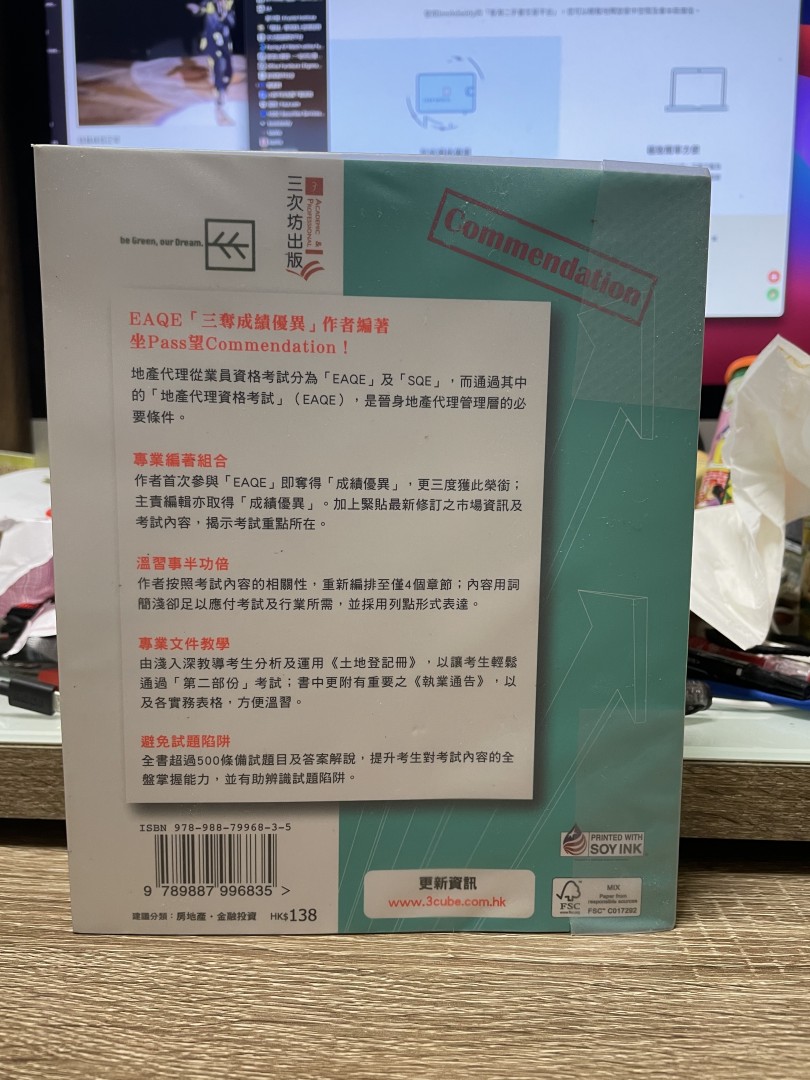 be Green, our Dream.
三次坊出版
ACADEMIC &
PROFESSIONAL
Commendation
EAQE「三奪成績優異」作者編著
坐Pass望Commendation！
地產代理從業員資格考試分為「EAQE」及「SQE」，而通過其中
的「地產代理資格考試」（EAQE），是晉身地產代理管理層的必
要條件。
專業編著組合
作者首次參與「EAQE」即奪得「成績優異」，更三度獲此榮銜；
主責編輯亦取得「成績優異」。加上緊貼最新修訂之市場資訊及
考試內容，揭示考試重點所在。
溫習事半功倍
作者按照考試內容的相關性，重新編排至僅4個章節；內容用詞
簡淺卻足以應付考試及行業所需，並採用列點形式表達。
專業文件教學
由淺入深教導考生分析及運用《土地登記冊》，以讓考生輕鬆
通過「第二部份」考試；書中更附有重要之《執業通告》，以
及各實務表格，方便溫習。
避免試題陷阱
全書超過500條備試題目及答案解說，提升考生對考試內容的全
盤掌握能力，並有助辨識試題陷阱。
ISBN 978-988-79968-3-5
9 789887 996835 >
建議分類：房地產・金融投資 HK$138
更新資訊
www.3cube.com.hk
PRINTED WITH
SOY INK
FSC
MIX
Paper from
responsible sources
FSC® C017292